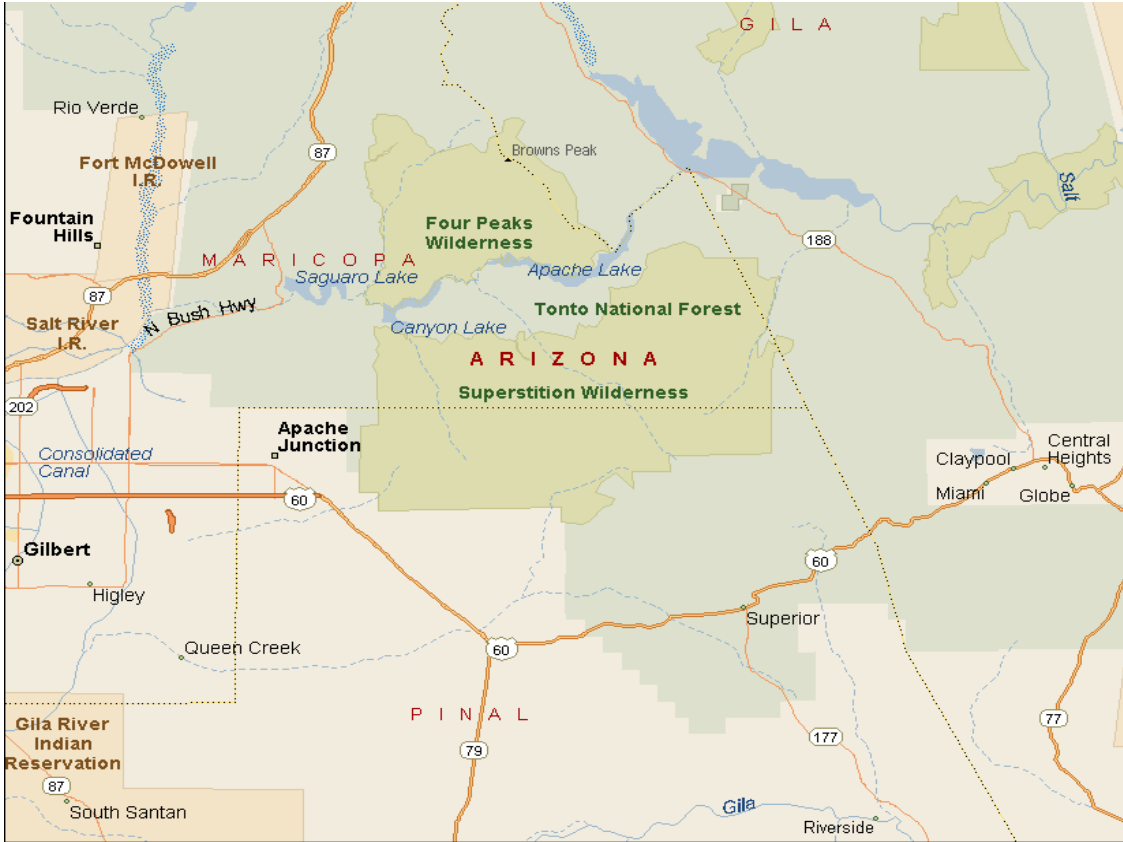 G I L A
Rio Verde
87
Browns Peak
Fort McDowell
I.R.
Salt
Fountain
Hills
Four Peaks
Wilderness
188
M A R I C O P A
Saguaro Lake
Apache Lake
87
N Bush Hwy
Salt River
I.R.
Canyon Lake
Tonto National Forest
A R I Z O N A
Superstition Wilderness
202
Apache
Junction
Consolidated
Canal
Central
Heights
Claypool
Miami
Globe
60
Gilbert
60
Higley
Superior
Queen Creek
60
P I N A L
Gila River
Indian
Reservation
79
177
77
87
South Santan
Gila
Riverside